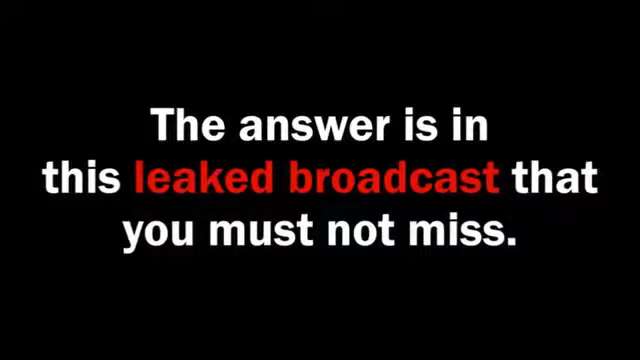 The answer is in
this leaked broadcast that
you must not miss.